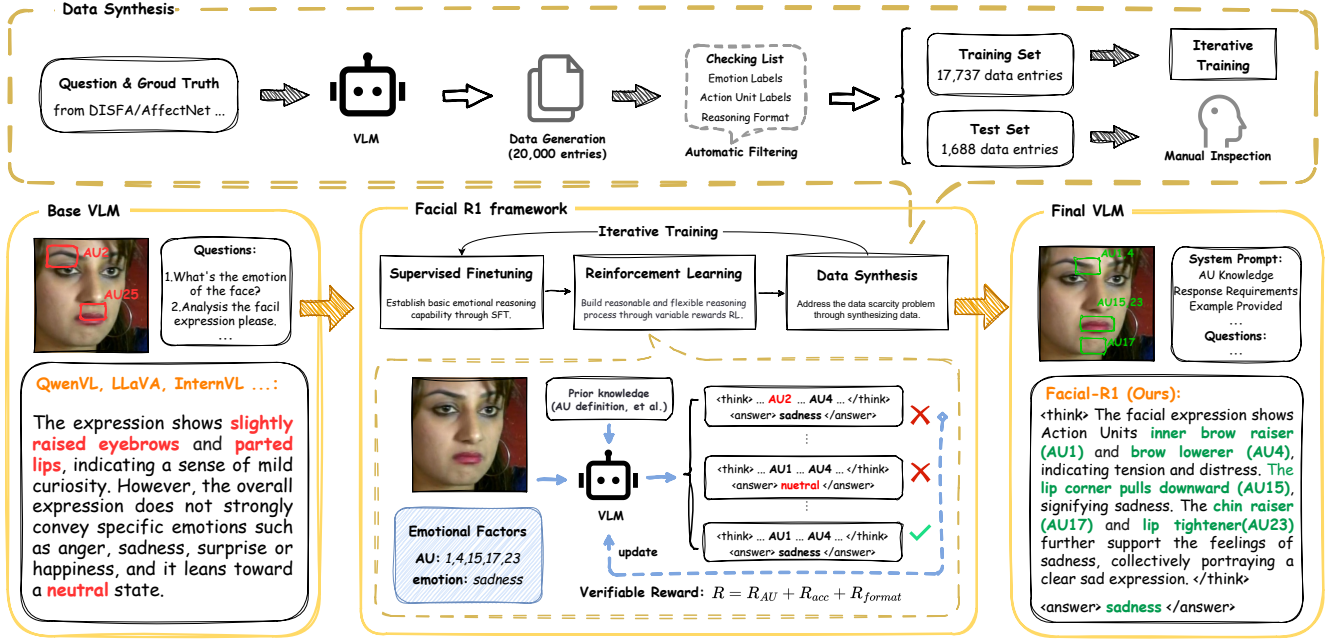 Data Synthesis
Question & Groud Truth
from DISFA/AffectNet ...
VLM
Data Generation
(20,000 entries)
Checking List
Emotion Labels
Action Unit Labels
Reasoning Format
Automatic Filtering
Training Set
17,737 data entries
Test Set
1,688 data entries
Iterative
Training
Manual Inspection
Base VLM
AU2
AU25
Questions:
1.What's the emotion
of the face?
2.Analysis the facil
expression please.
...
QwenVL, LLaVA, InternVL ...:
The expression shows slightly
raised eyebrows and parted
lips, indicating a sense of mild
curiosity. However, the overall
expression does not strongly
convey specific emotions such
as anger, sadness, surprise or
happiness, and it leans toward
a neutral state.
Facial R1 framework
Iterative Training
Supervised Finetuning
Establish basic emotional reasoning
capability through SFT.
Reinforcement Learning
Build reasonable and flexible reasoning
process through variable rewards RL.
Data Synthesis
Address the data scarcity problem
through synthesizing data.
Prior knowledge
(AU definition, et al.)
VLM
Emotional Factors
AU: 1,4,15,17,23
emotion: sadness
<think> ... AU2 ... AU4 ... </think>
<answer> sadness </answer>
⋮
<think> ... AU1 ... AU4 ... </think>
<answer> nuetral </answer>
⋮
<think> ... AU1 ... AU4 ... </think>
<answer> sadness </answer>
update
Verifiable Reward: R = R_{AU} + R_{acc} + R_{format}
Final VLM
AU1,4
AU15,23
AU17
System Prompt:
AU Knowledge
Response Requirements
Example Provided
...
Questions:
...
Facial-R1 (Ours):
<think> The facial expression shows
Action Units inner brow raiser
(AU1) and brow lowerer (AU4),
indicating tension and distress. The
lip corner pulls downward (AU15),
signifying sadness. The chin raiser
(AU17) and lip tightener(AU23)
further support the feelings of
sadness, collectively portraying a
clear sad expression. </think>
<answer> sadness </answer>